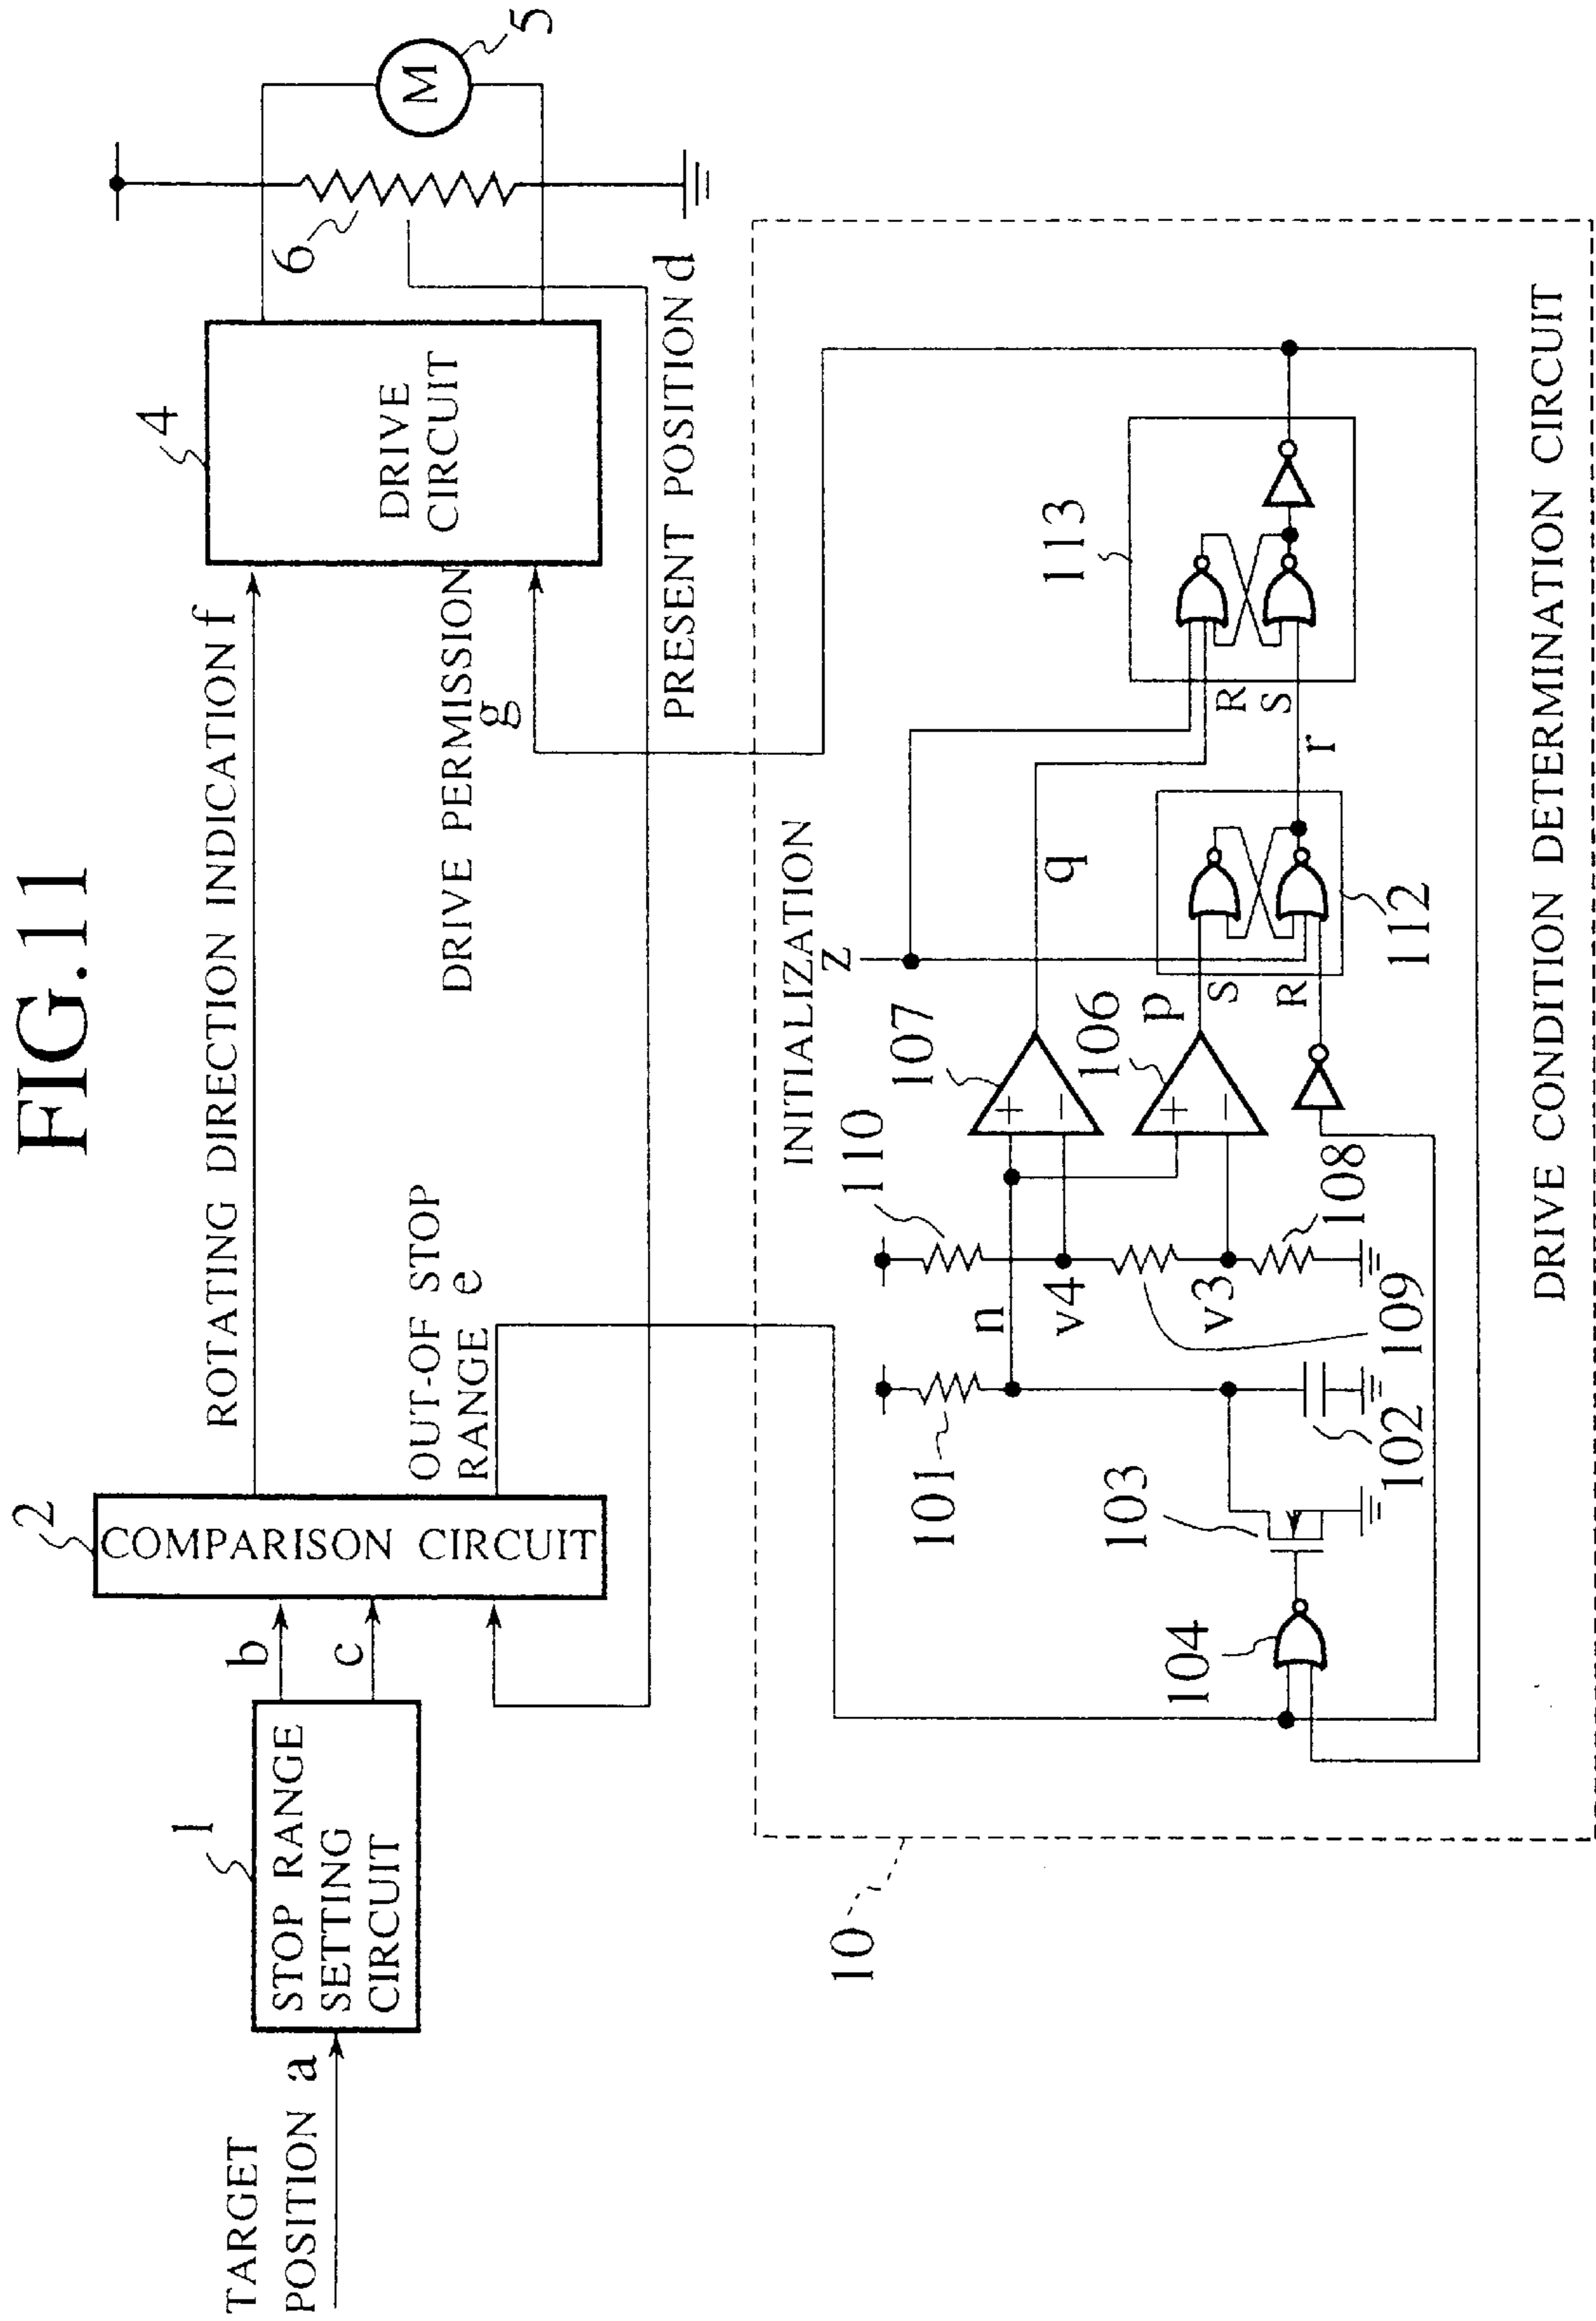 FIG.11
TARGET
POSITION a
1
STOP RANGE
SETTING
CIRCUIT
b
c
2
COMPARISON CIRCUIT
ROTATING DIRECTION INDICATION f
OUT-OF STOP
RANGE e
DRIVE PERMISSION
g
4
DRIVE
CIRCUIT
6
M
5
PRESENT POSITION d
10
INITIALIZATION
z
104
103
101
102
n
v4
v3
110
109
108
107
+
−
106
+
−
q
p
S
R
112
r
R
S
113
DRIVE CONDITION DETERMINATION CIRCUIT